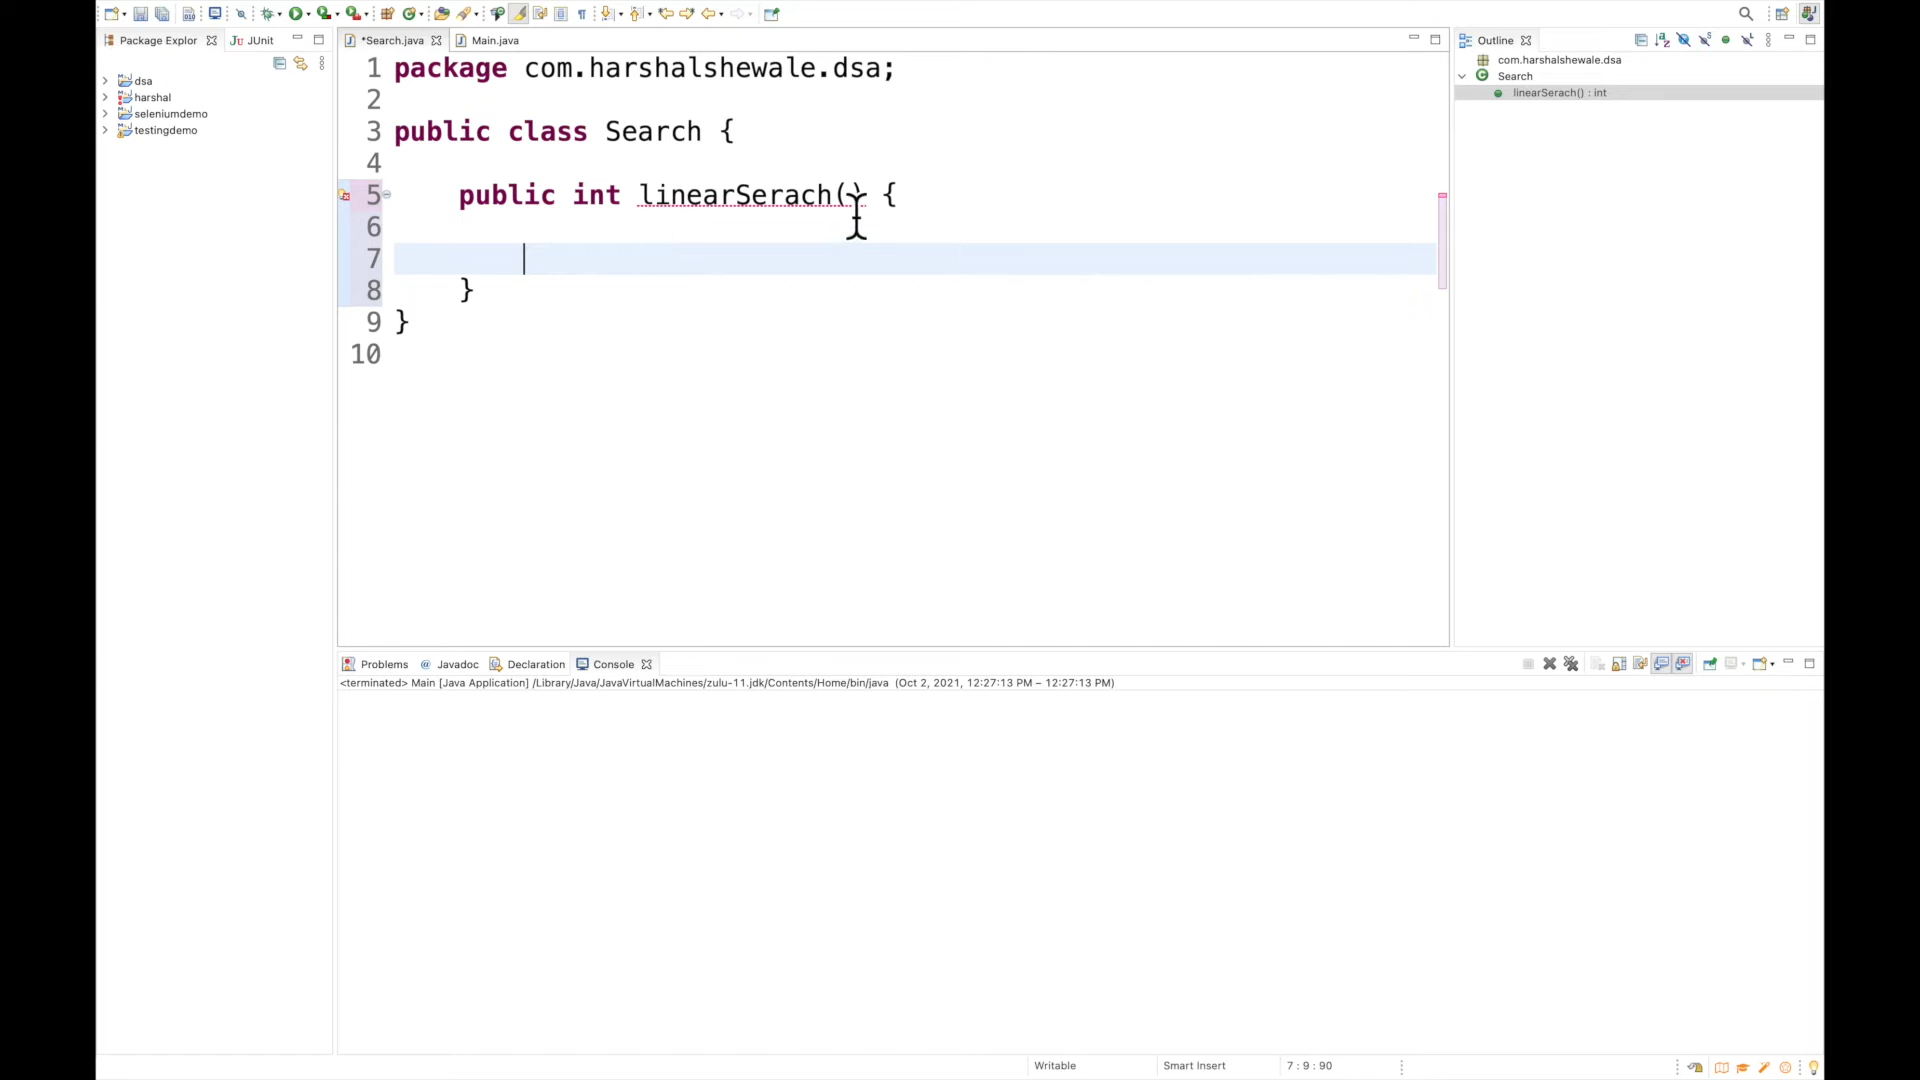 Package Explor
JUnit
*Search.java
Main.java
Outline
dsa
harshal
seleniumdemo
testingdemo
1 package com.harshalshewale.dsa;
2
3 public class Search {
4
5 public int linearSerach() {
6
7
8 }
9 }
10
com.harshalshewale.dsa
Search
linearSerach() : int
Problems
@ Javadoc
Declaration
Console
<terminated> Main [Java Application] /Library/Java/JavaVirtualMachines/zulu-11.jdk/Contents/Home/bin/java (Oct 2, 2021, 12:27:13 PM – 12:27:13 PM)
Writable
Smart Insert
7 : 9 : 90